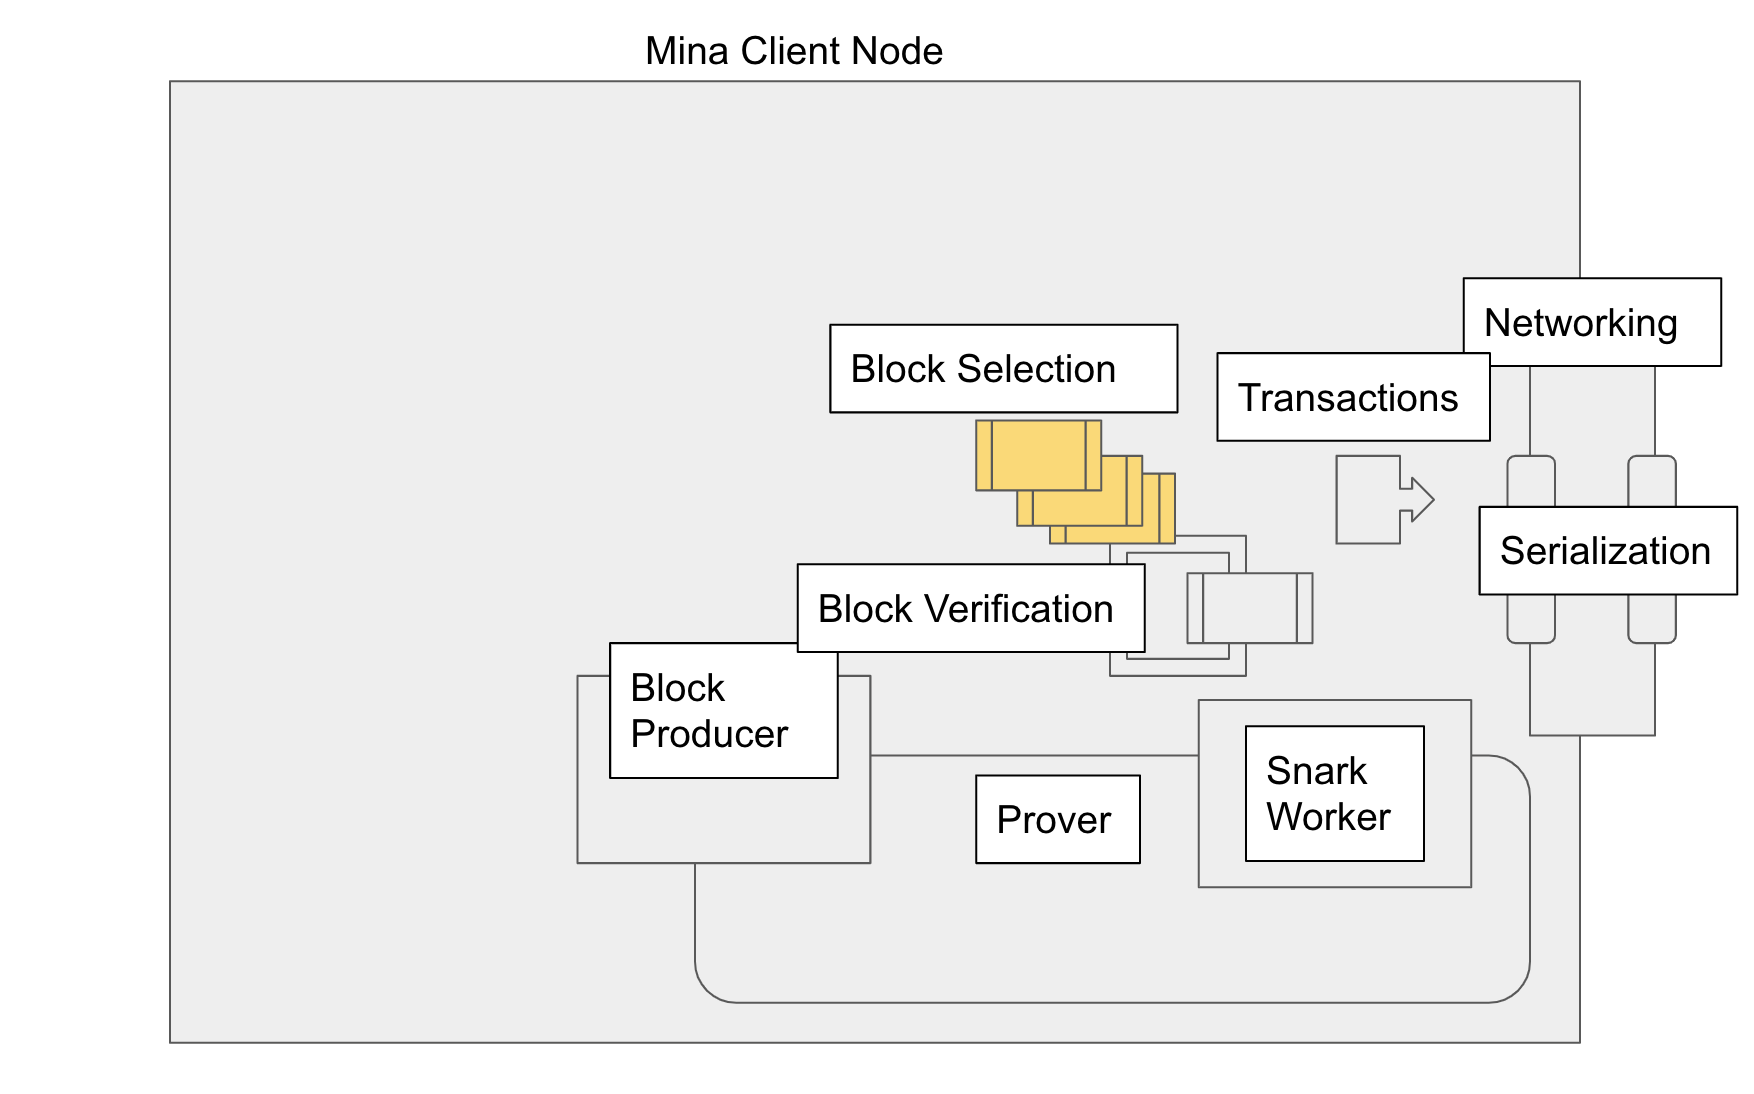 Mina Client Node
Networking
Block Selection
Transactions
Serialization
Block Verification
Block
Producer
Snark
Worker
Prover